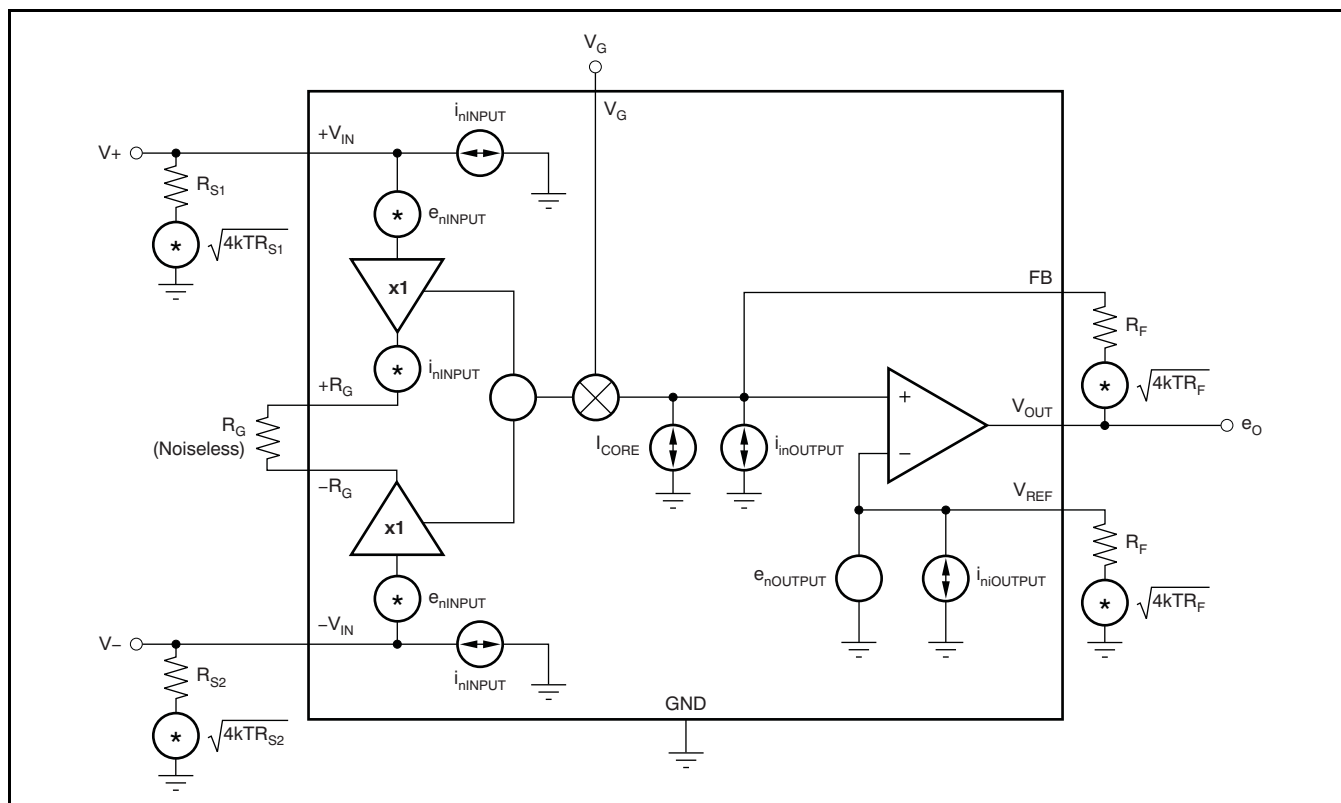 V_G
V_G
i_nINPUT
+V_IN
V+
R_S1
*
e_nINPUT
*
√4kTR_S1
x1
FB
*
i_nINPUT
R_F
+R_G
*
√4kTR_F
R_G
(Noiseless)
+
V_OUT
e_O
I_CORE
i_inOUTPUT
−
−R_G
V_REF
x1
R_F
e_nOUTPUT
i_niOUTPUT
*
e_nINPUT
*
√4kTR_F
−V_IN
V−
R_S2
i_nINPUT
GND
*
√4kTR_S2